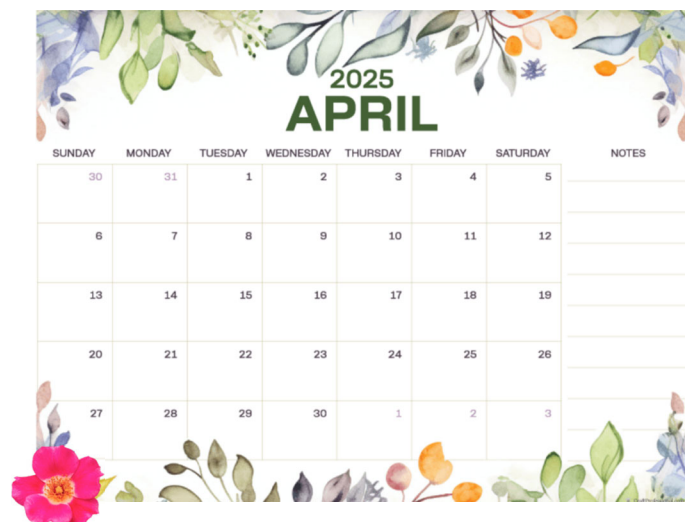 2025
APRIL
SUNDAY MONDAY TUESDAY WEDNESDAY THURSDAY FRIDAY SATURDAY NOTES
30 31 1 2 3 4 5
6 7 8 9 10 11 12
13 14 15 16 17 18 19
20 21 22 23 24 25 26
27 28 29 30 1 2 3